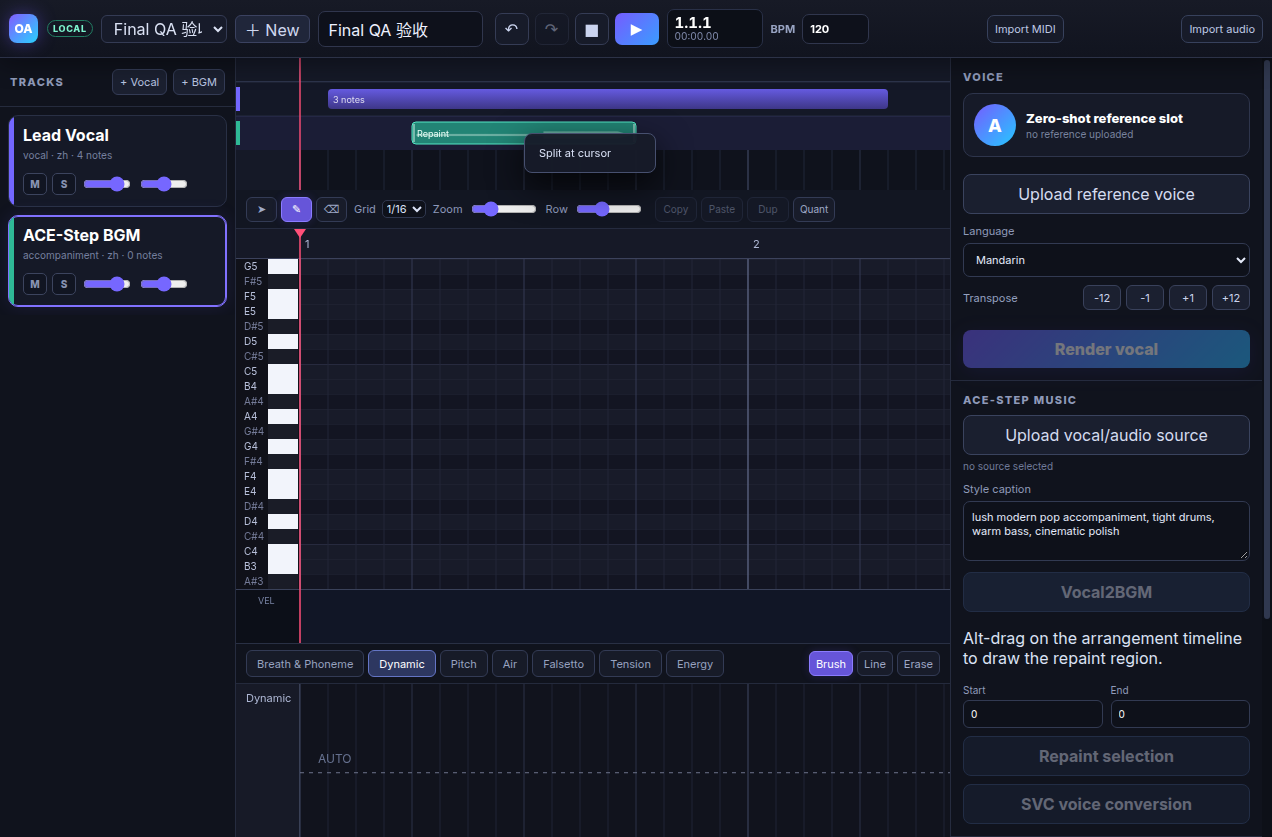 OA
LOCAL
Final QA 验
+ New
Final QA 验收
1.1.1
00:00.00
BPM
120
Import MIDI
Import audio
TRACKS
+ Vocal
+ BGM
Lead Vocal
vocal · zh · 4 notes
M
S
ACE-Step BGM
accompaniment · zh · 0 notes
M
S
3 notes
Repaint
Split at cursor
Grid
1/16
Zoom
Row
Copy
Paste
Dup
Quant
1
2
G5
F#5
F5
E5
D#5
D5
C#5
C5
B4
A#4
A4
G#4
G4
F#4
F4
E4
D#4
D4
C#4
C4
B3
A#3
VEL
Breath & Phoneme
Dynamic
Pitch
Air
Falsetto
Tension
Energy
Brush
Line
Erase
Dynamic
AUTO
VOICE
A
Zero-shot reference slot
no reference uploaded
Upload reference voice
Language
Mandarin
Transpose
-12
-1
+1
+12
Render vocal
ACE-STEP MUSIC
Upload vocal/audio source
no source selected
Style caption
lush modern pop accompaniment, tight drums,
warm bass, cinematic polish
Vocal2BGM
Alt-drag on the arrangement timeline
to draw the repaint region.
Start
End
0
0
Repaint selection
SVC voice conversion